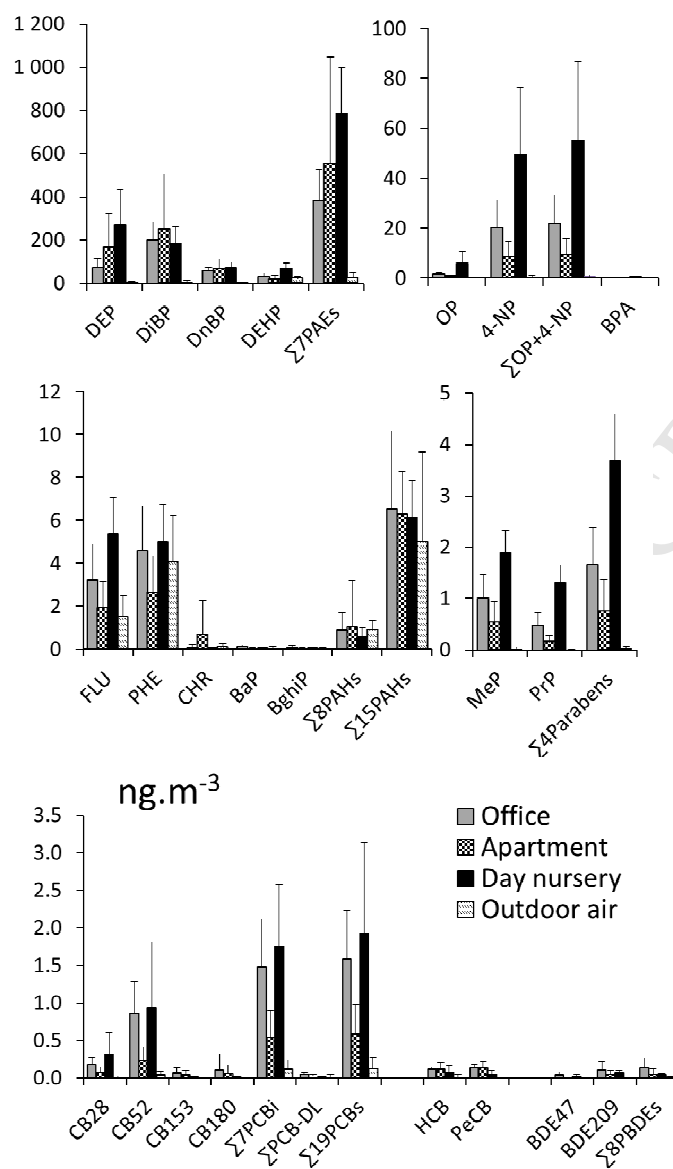 1 200
1 000
800
600
400
200
0
DEP
DiBP
DnBP
DEHP
∑7PAEs
100
80
60
40
20
0
OP
4-NP
∑OP+4-NP
BPA
12
10
8
6
4
2
0
FLU
PHE
CHR
BaP
BghiP
∑8PAHs
∑15PAHs
5
4
3
2
1
0
MeP
PrP
∑4Parabens
ng.m-3
3.5
3.0
2.5
2.0
1.5
1.0
0.5
0.0
CB28
CB52
CB153
CB180
∑7PCBi
∑PCB-DL
∑19PCBs
HCB
PeCB
BDE47
BDE209
∑8PBDEs
Office
Apartment
Day nursery
Outdoor air